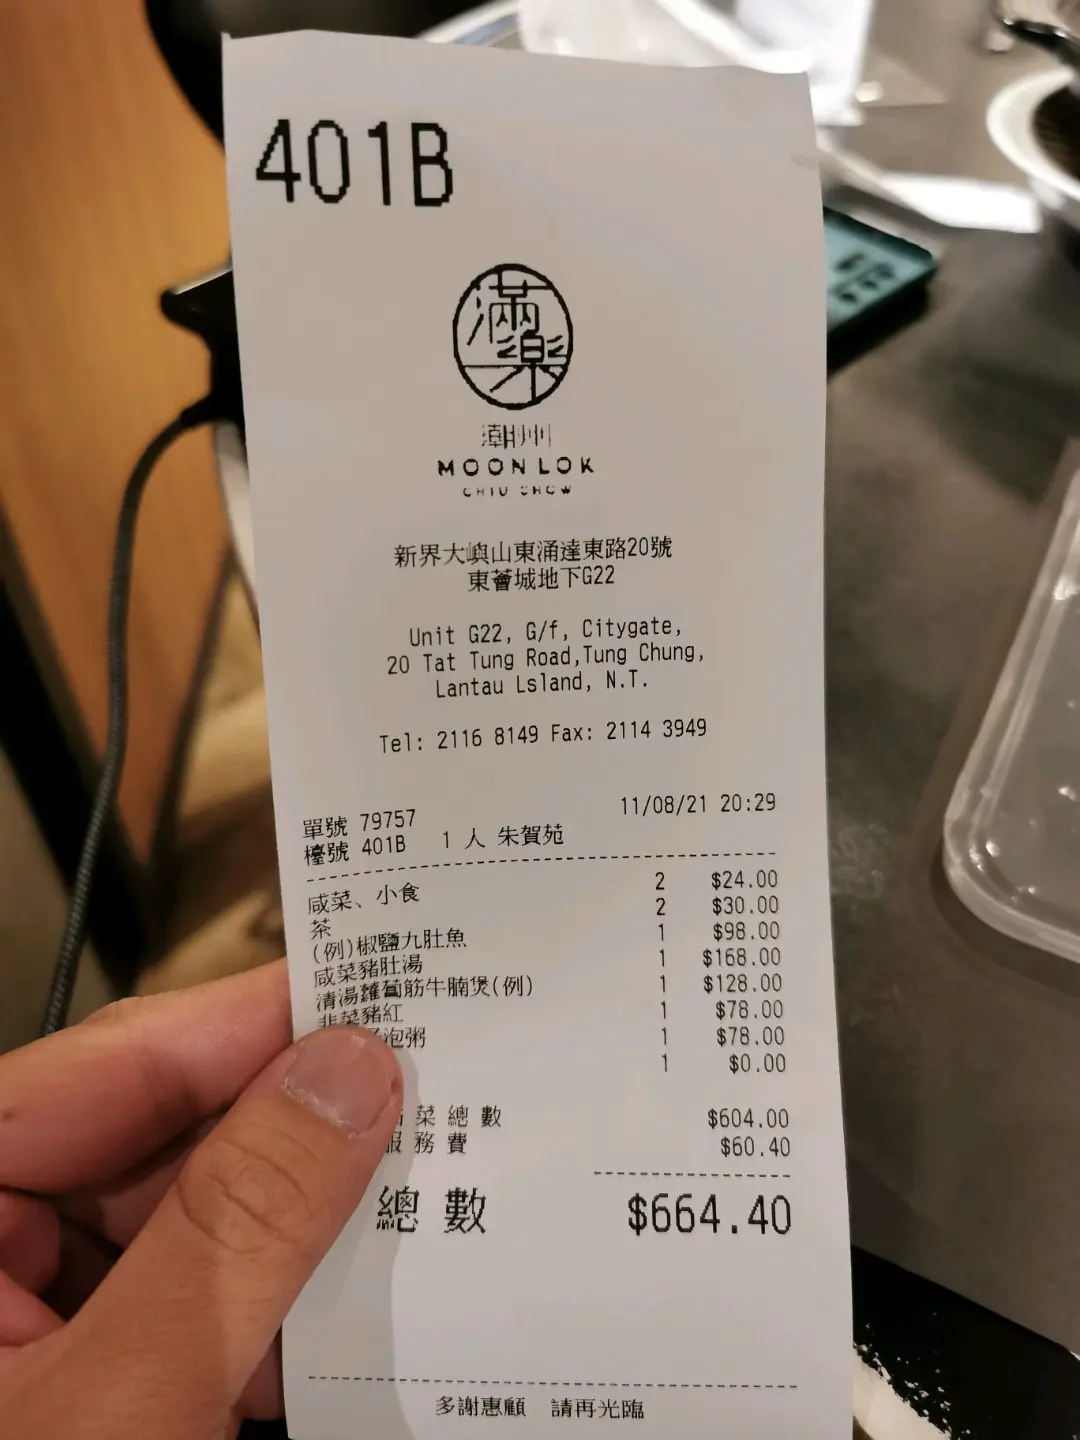 401B
滿樂
潮州
MOON LOK
CHIU CHOW
新界大嶼山東涌達東路20號
東薈城地下G22
Unit G22, G/f, Citygate,
20 Tat Tung Road,Tung Chung,
Lantau Lsland, N.T.
Tel: 2116 8149 Fax: 2114 3949
單號 79757 11/08/21 20:29
檯號 401B 1 人 朱賀苑
咸菜、小食 2 $24.00
茶 2 $30.00
(例)椒鹽九肚魚 1 $98.00
咸菜豬肚湯 1 $168.00
清湯蘿蔔筋牛腩煲(例) 1 $128.00
韭菜豬紅 1 $78.00
泡粥 1 $78.00
1 $0.00
菜總數 $604.00
服務費 $60.40
總數 $664.40
多謝惠顧 請再光臨